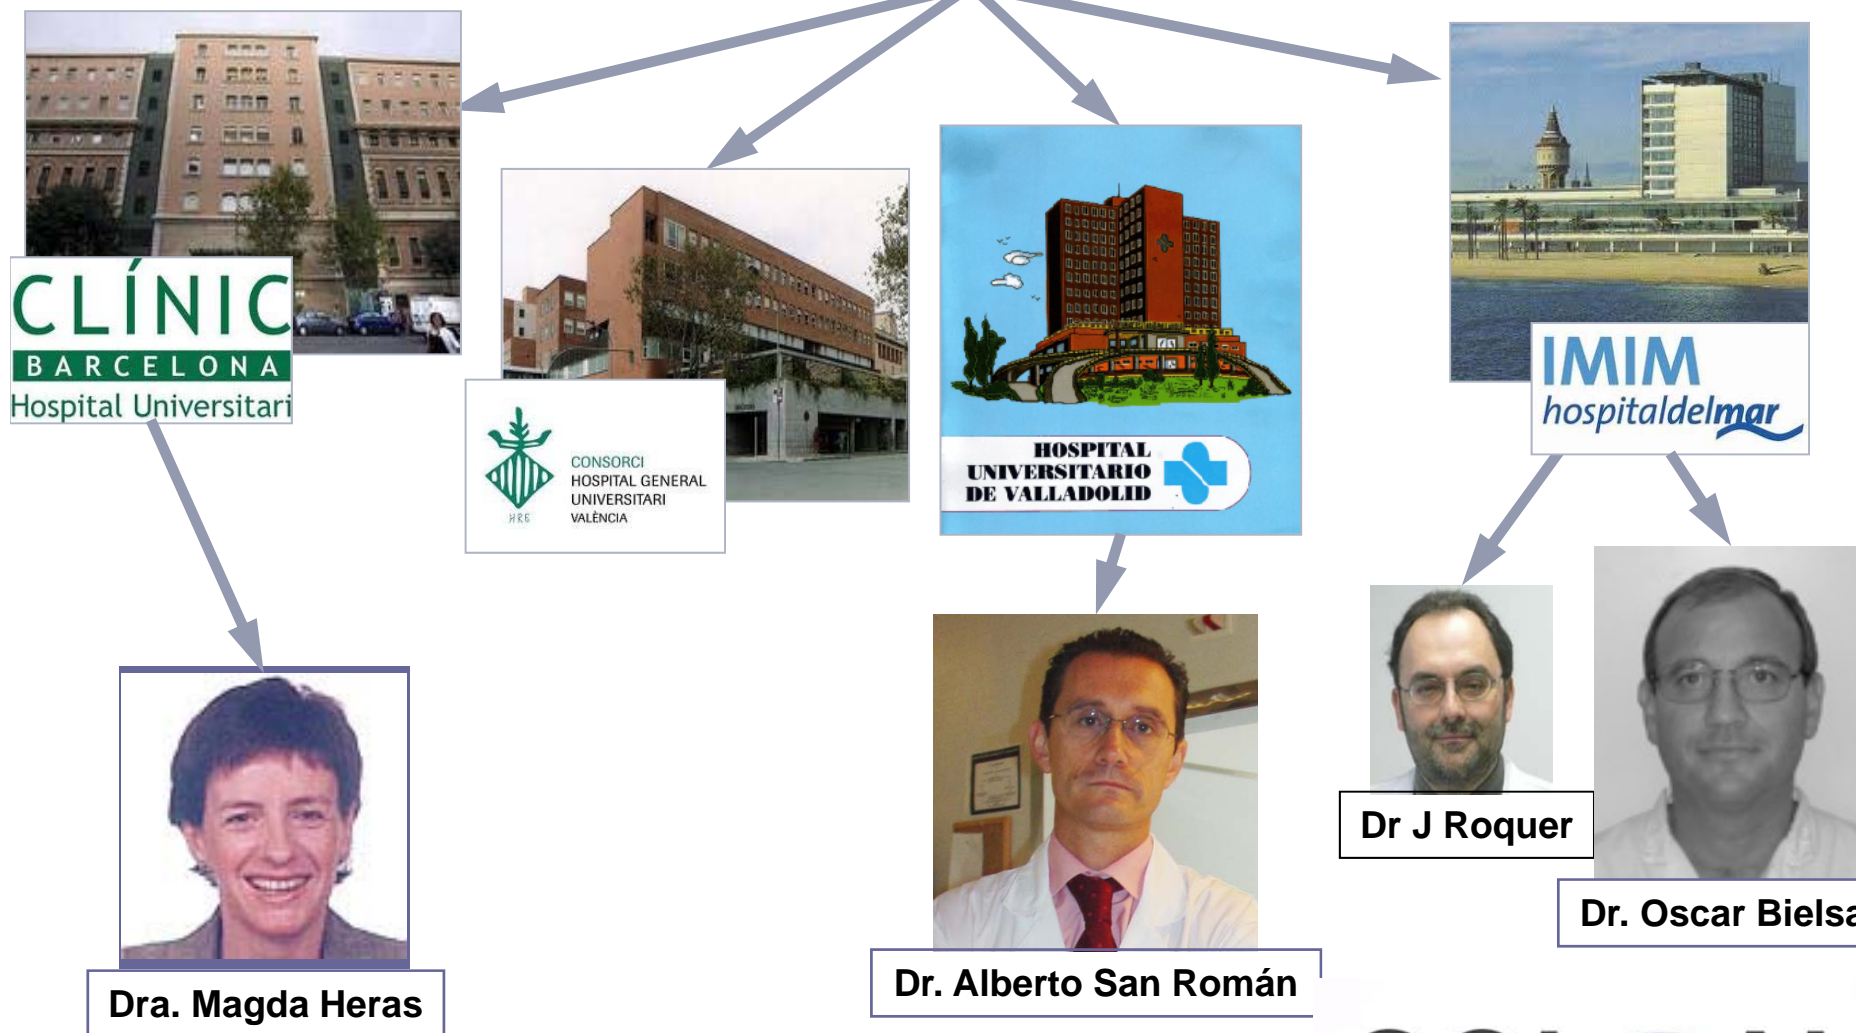 CLÍNIC
BARCELONA
Hospital Universitari
CONSORCI
HOSPITAL GENERAL
UNIVERSITARI
VALÈNCIA
HRG
HOSPITAL
UNIVERSITARIO
DE VALLADOLID
IMIM
hospitaldelmar
Dra. Magda Heras
Dr. Alberto San Román
Dr J Roquer
Dr. Oscar Bielsa